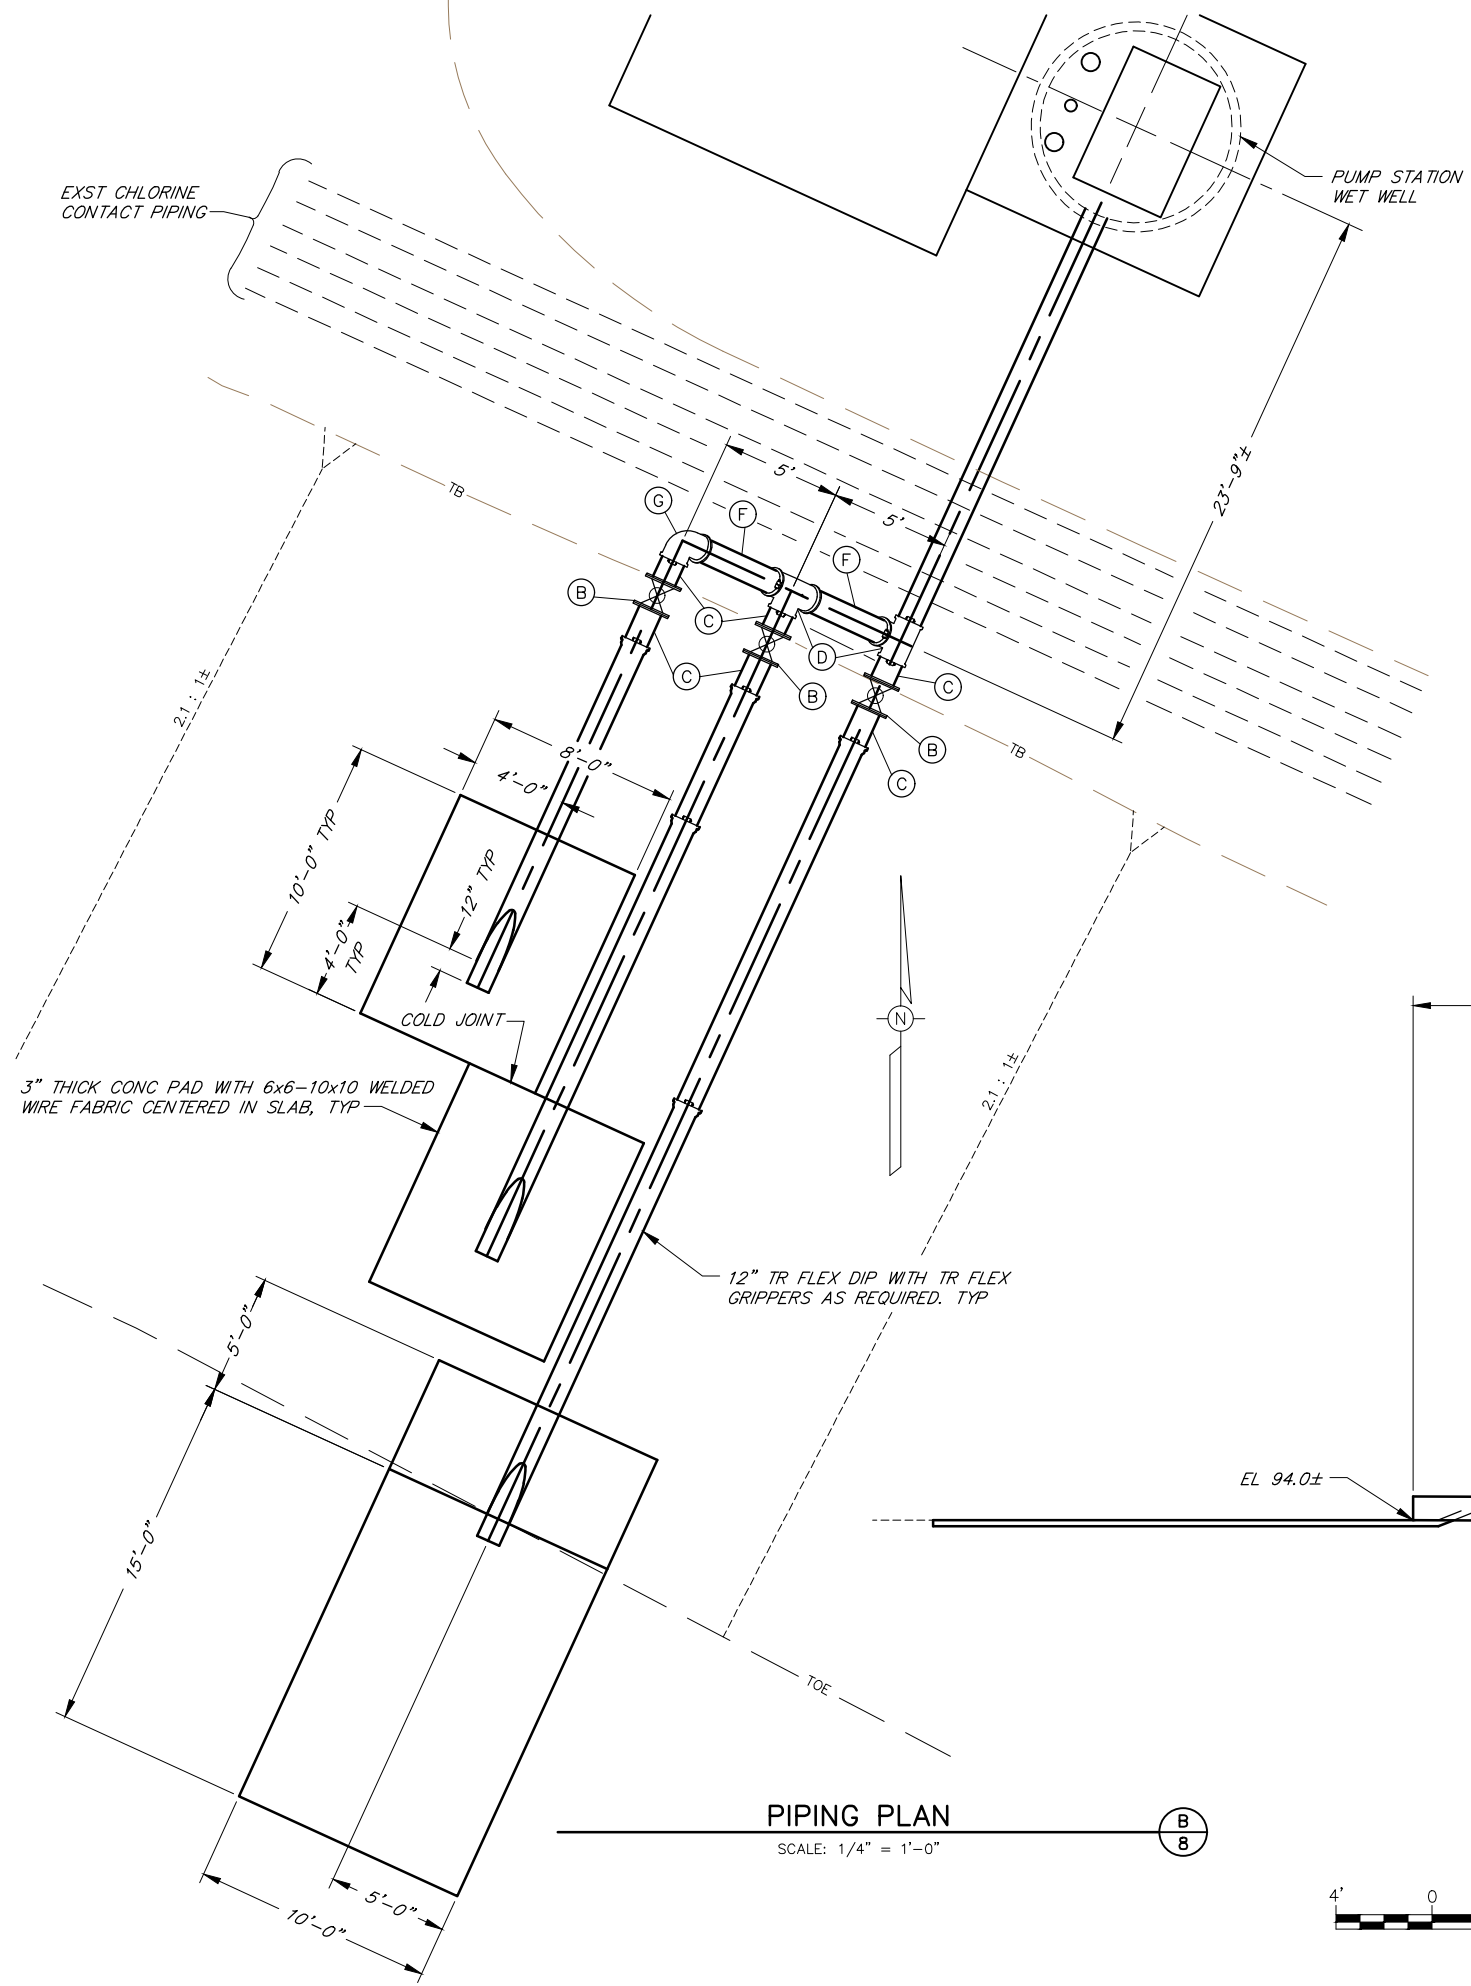 EXST CHLORINE
CONTACT PIPING
PUMP STATION
WET WELL
23'-9"±
5'
5'
TB
G
F
F
B
C
D
C
C
B
B
C
TB
2.1 : 1±
8'-0"
4'-0"
10'-0" TYP
12" TYP
4'-0"
TYP
COLD JOINT
N
3" THICK CONC PAD WITH 6x6-10x10 WELDED
WIRE FABRIC CENTERED IN SLAB, TYP
2.1 : 1±
12" TR FLEX DIP WITH TR FLEX
GRIPPERS AS REQUIRED. TYP
5'-0"
15'-0"
EL 94.0±
TOE
5'-0"
10'-0"
PIPING PLAN
SCALE: 1/4" = 1'-0"
B
8
4'
0